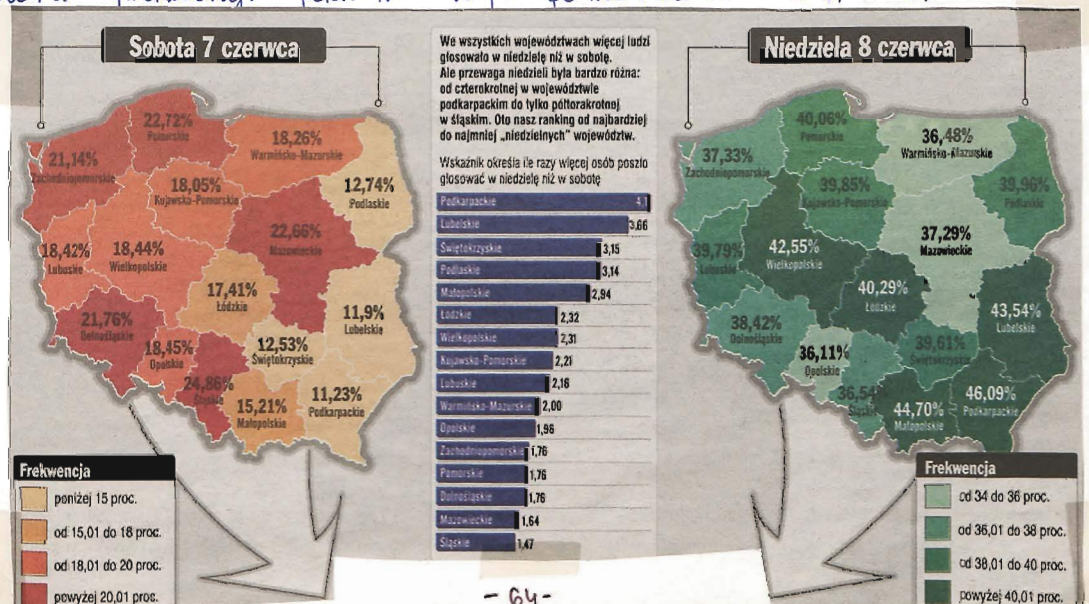 Sobota 7 czerwca
22,72%
Pomorskie
18,26%
Warmińsko-Mazurskie
21,14%
Zachodniopomorskie
18,05%
Kujawsko-Pomorskie
12,74%
Podlaskie
22,66%
Mazowieckie
18,42%
Lubuskie
18,44%
Wielkopolskie
17,41%
Łódzkie
11,9%
Lubelskie
21,76%
Dolnośląskie
18,45%
Opolskie
12,53%
Świętokrzyskie
24,86%
Śląskie
15,21%
Małopolskie
11,23%
Podkarpackie
Frekwencja
poniżej 15 proc.
od 15,01 do 18 proc.
od 18,01 do 20 proc.
powyżej 20,01 proc.
We wszystkich województwach więcej ludzi
głosowało w niedzielę niż w sobotę.
Ale przewaga niedzieli była bardzo różna:
od czterokrotnej w województwie
podkarpackim do tylko półtorakrotnej
w śląskim. Oto nasz ranking od najbardziej
do najmniej „niedzielnych” województw.
Wskaźnik określa ile razy więcej osób poszło
głosować w niedzielę niż w sobotę
Podkarpackie 4,1
Lubelskie 3,66
Świętokrzyskie 3,15
Podlaskie 3,14
Małopolskie 2,94
Łódzkie 2,32
Wielkopolskie 2,31
Kujawsko-Pomorskie 2,21
Lubuskie 2,16
Warmińsko-Mazurskie 2,00
Opolskie 1,96
Zachodniopomorskie 1,76
Pomorskie 1,76
Dolnośląskie 1,76
Mazowieckie 1,64
Śląskie 1,47
- 64 -
Niedziela 8 czerwca
40,06%
Pomorskie
36,48%
Warmińsko-Mazurskie
37,33%
Zachodniopomorskie
39,85%
Kujawsko-Pomorskie
39,96%
Podlaskie
37,29%
Mazowieckie
39,79%
Lubuskie
42,55%
Wielkopolskie
40,29%
Łódzkie
43,54%
Lubelskie
38,42%
Dolnośląskie
36,11%
Opolskie
39,61%
Świętokrzyskie
36,54
Śląskie
44,70%
Małopolskie
46,09%
Podkarpackie
Frekwencja
od 34 do 36 proc.
od 36,01 do 38 proc.
od 38,01 do 40 proc.
powyżej 40,01 proc.